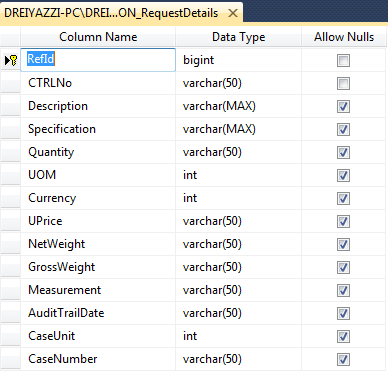 DREIYAZZI-PC\DREI...ON_RequestDetails
Column Name Data Type Allow Nulls
RefId bigint
CTRLNo varchar(50)
Description varchar(MAX)
Specification varchar(MAX)
Quantity varchar(50)
UOM int
Currency int
UPrice varchar(50)
NetWeight varchar(50)
GrossWeight varchar(50)
Measurement varchar(50)
AuditTrailDate varchar(50)
CaseUnit int
CaseNumber varchar(50)